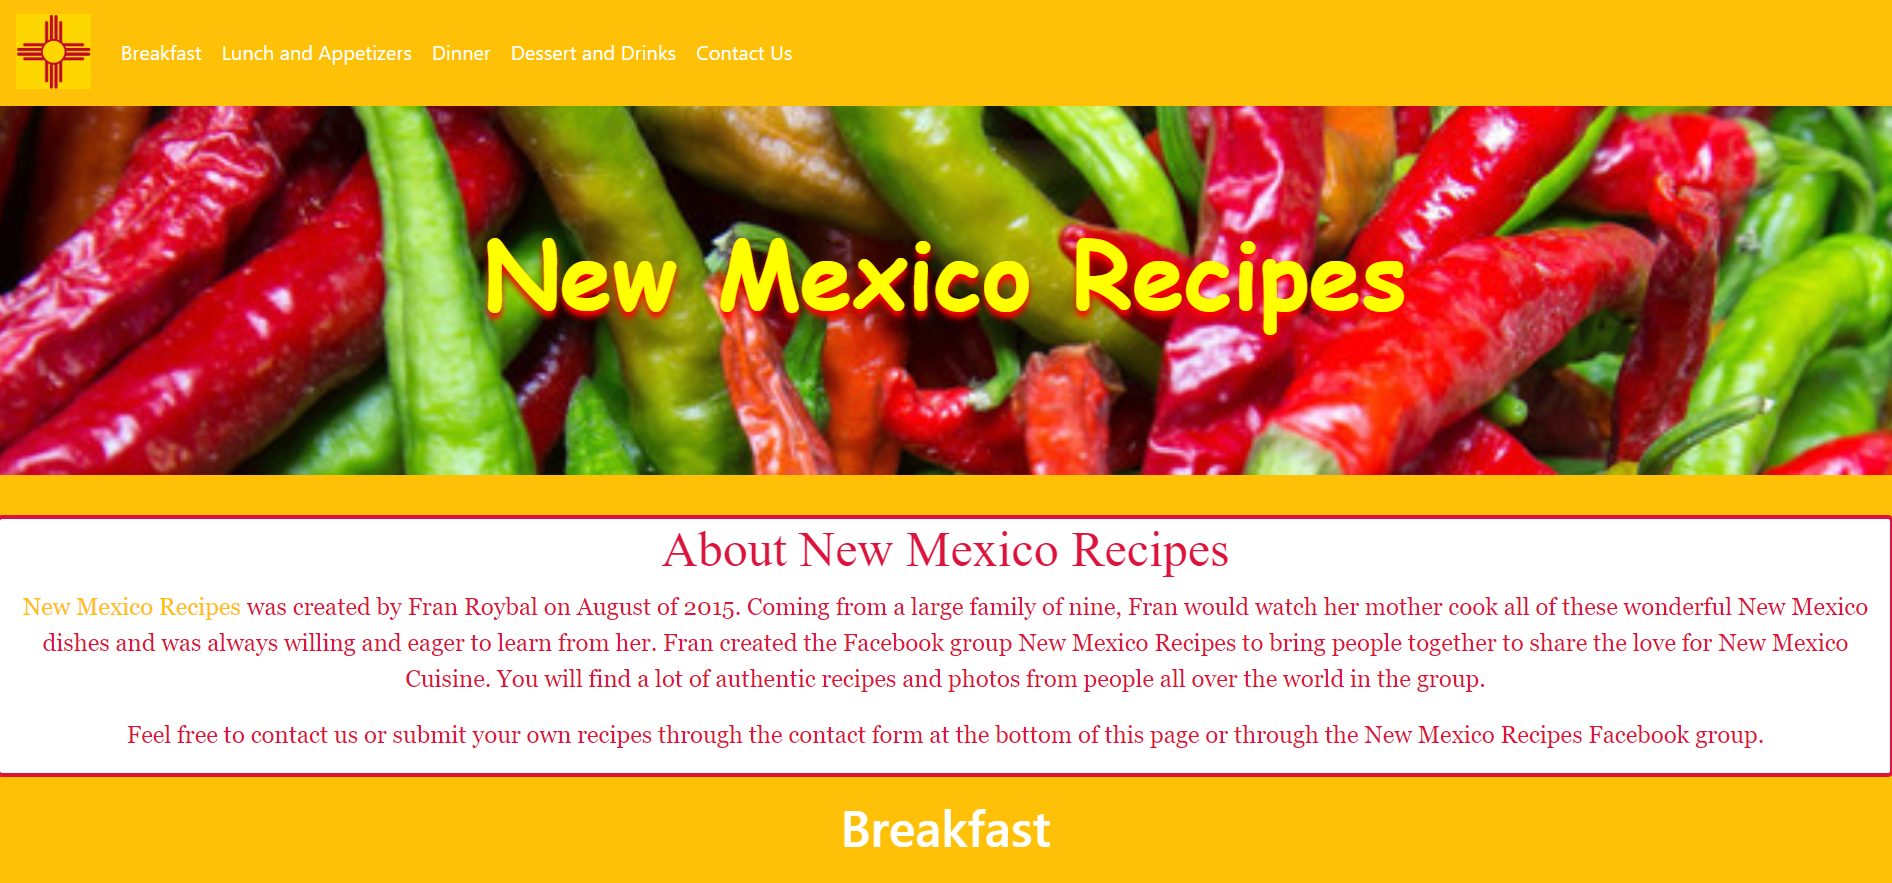 Breakfast Lunch and Appetizers Dinner Dessert and Drinks Contact Us
New Mexico Recipes
About New Mexico Recipes
New Mexico Recipes was created by Fran Roybal on August of 2015. Coming from a large family of nine, Fran would watch her mother cook all of these wonderful New Mexico
dishes and was always willing and eager to learn from her. Fran created the Facebook group New Mexico Recipes to bring people together to share the love for New Mexico
Cuisine. You will find a lot of authentic recipes and photos from people all over the world in the group.
Feel free to contact us or submit your own recipes through the contact form at the bottom of this page or through the New Mexico Recipes Facebook group.
Breakfast